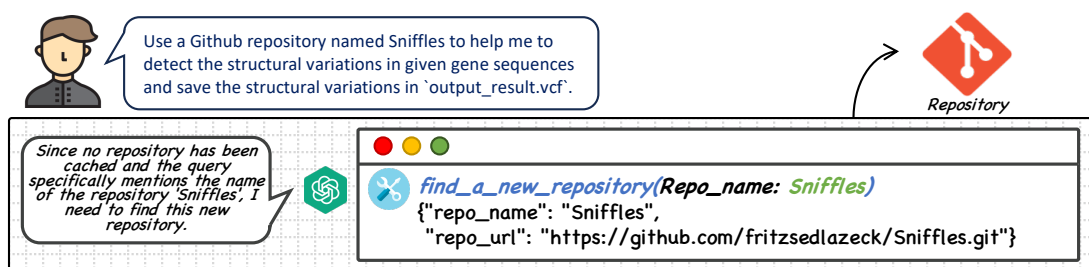 Use a Github repository named Sniffles to help me to
detect the structural variations in given gene sequences
and save the structural variations in `output_result.vcf`.
Repository
Since no repository has been
cached and the query
specifically mentions the name
of the repository 'Sniffles', I
need to find this new
repository.
find_a_new_repository(Repo_name: Sniffles)
{"repo_name": "Sniffles",
"repo_url": "https://github.com/fritzsedlazeck/Sniffles.git"}